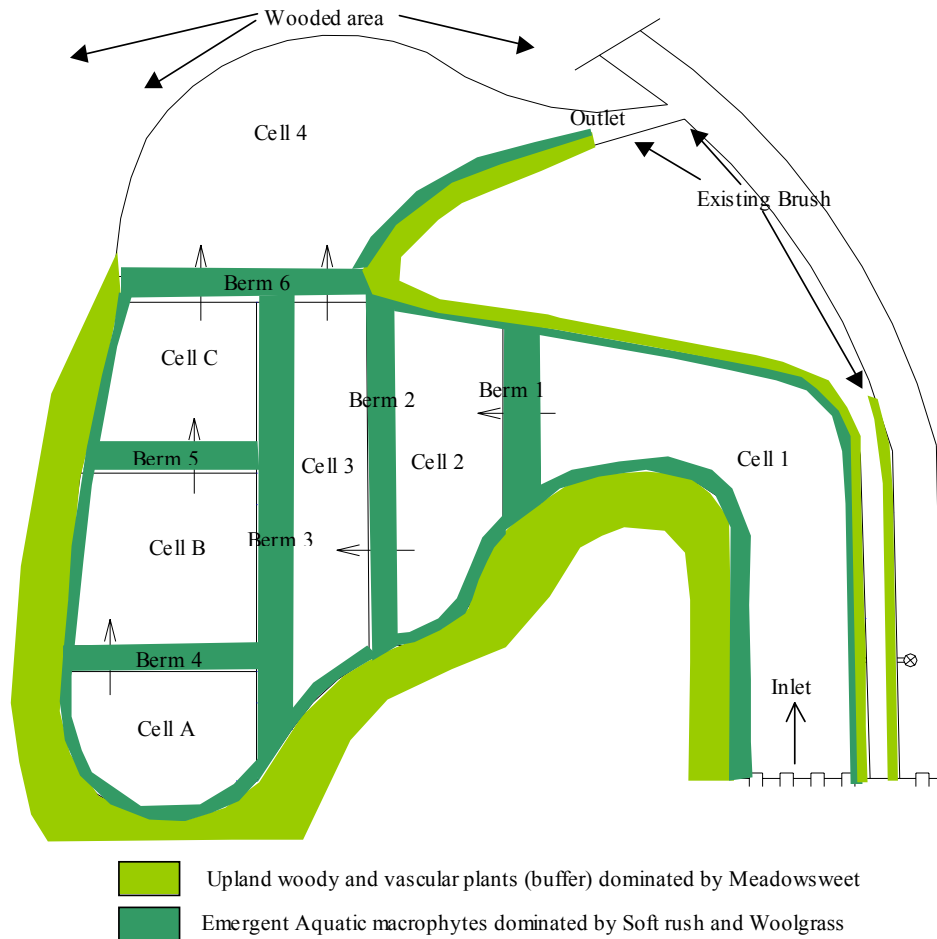 Wooded area
Outlet
Cell 4
Existing Brush
Berm 6
Cell C
Berm 1
Berm 2
Berm 5
Cell 3
Cell 2
Cell 1
Cell B
Berm 3
Berm 4
Inlet
Cell A
Upland woody and vascular plants (buffer) dominated by Meadowsweet
Emergent Aquatic macrophytes dominated by Soft rush and Woolgrass